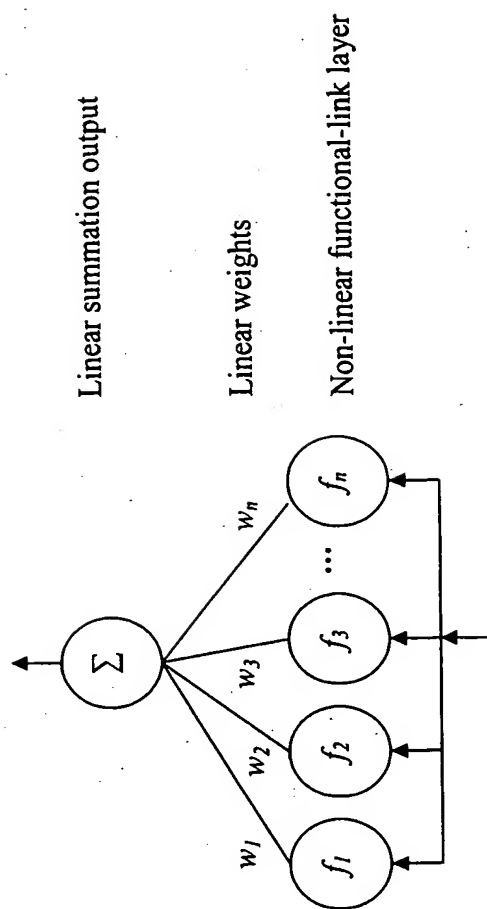 Σ
Linear summation output
w₁ w₂ w₃ wₙ
Linear weights
f₁ f₂ f₃ ... fₙ
Non-linear functional-link layer